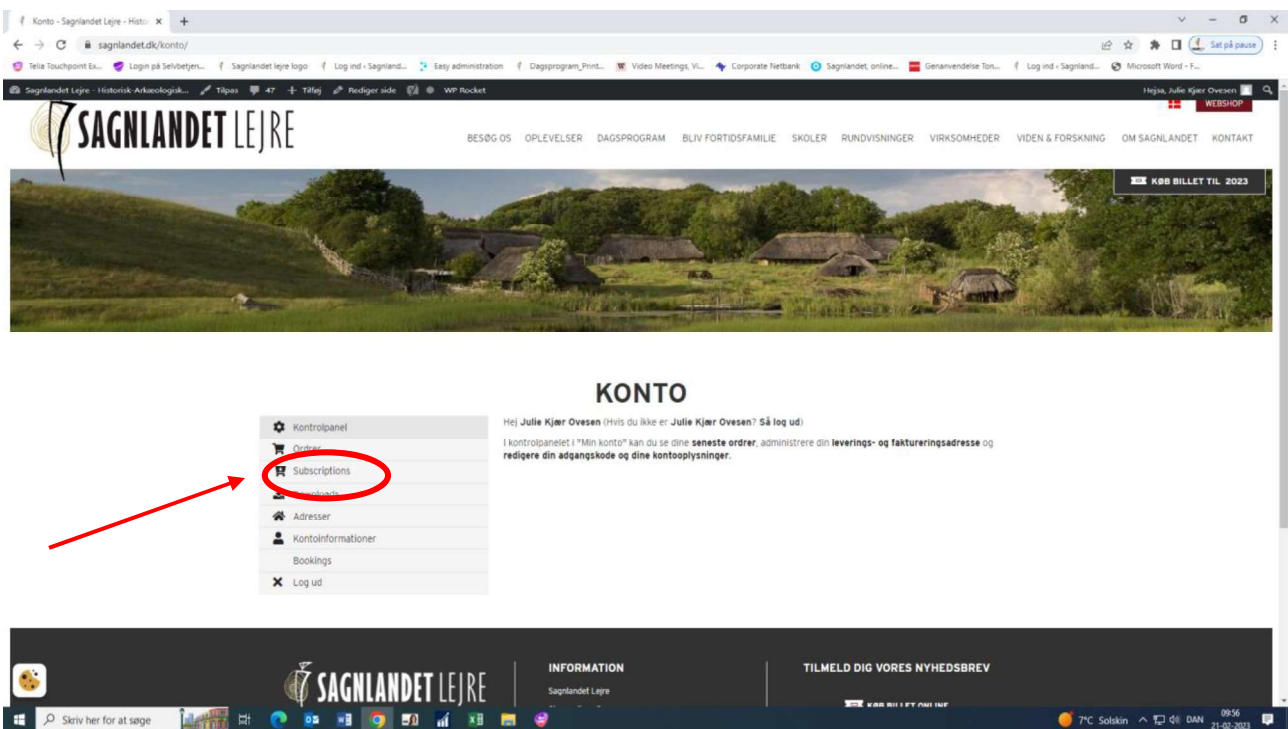 Konto - Sagnlandet Lejre - Histor
sagnlandet.dk/konto/
Sat på pause
Telia Touchpoint Ex... Login på Selvbetjen... Sagnlandet lejre logo Log ind ‹ Sagnland... Easy administration Dagsprogram_Print... Video Meetings, Vi... Corporate Netbank Sagnlandet, online... Genanvendelse Ton... Log ind ‹ Sagnland... Microsoft Word - F...
Sagnlandet Lejre - Historisk-Arkæologisk... Tilpas 47 Tilføj Rediger side WP Rocket Hejsa, Julie Kjær Ovesen
WEBSHOP
SAGNLANDET LEJRE
BESØG OS OPLEVELSER DAGSPROGRAM BLIV FORTIDSFAMILIE SKOLER RUNDVISNINGER VIRKSOMHEDER VIDEN & FORSKNING OM SAGNLANDET KONTAKT
KØB BILLET TIL 2023
KONTO
Kontrolpanel
Ordrer
Subscriptions
Downloads
Adresser
Kontoinformationer
Bookings
Log ud
Hej Julie Kjær Ovesen (Hvis du ikke er Julie Kjær Ovesen? Så log ud)
I kontrolpanelet i "Min konto" kan du se dine seneste ordrer, administrere din leverings- og faktureringsadresse og
redigere din adgangskode og dine kontooplysninger.
SAGNLANDET LEJRE
INFORMATION
Sagnlandet Lejre
TILMELD DIG VORES NYHEDSBREV
KØB BILLET ONLINE
Skriv her for at søge
7°C Solskin
DAN
09:56
21-02-2023